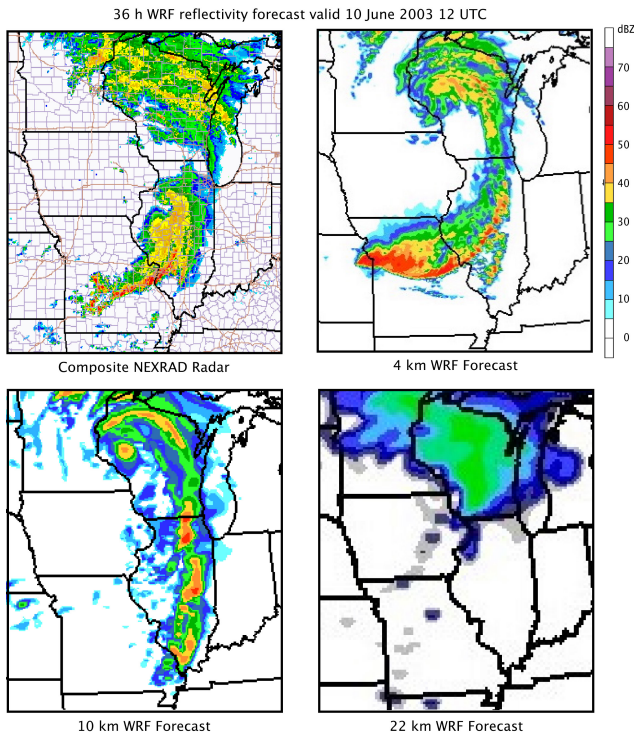 36 h WRF reflectivity forecast valid 10 June 2003 12 UTC
dBZ
70
60
50
40
30
20
10
0
Composite NEXRAD Radar
4 km WRF Forecast
10 km WRF Forecast
22 km WRF Forecast